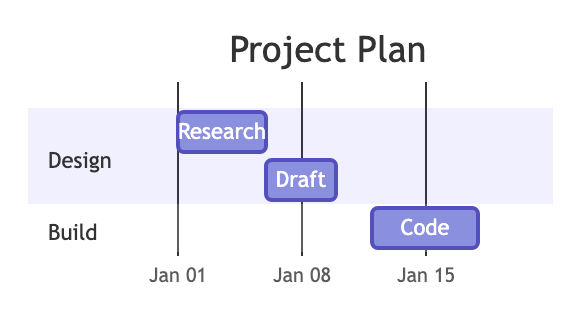 Project Plan
Research
Design
Draft
Build
Code
Jan 01
Jan 08
Jan 15